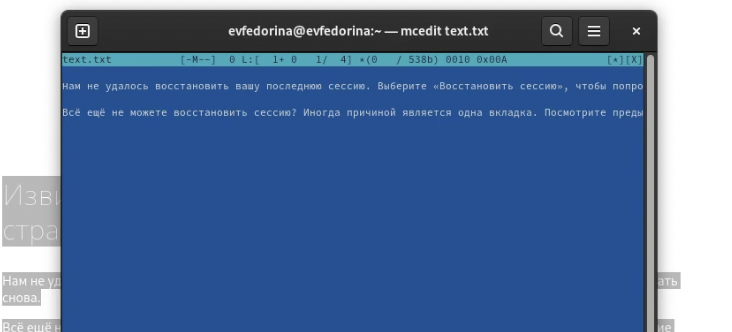 evfedorina@evfedorina:~ — mcedit text.txt
text.txt [-M--] 0 L:[ 1+ 0 1/ 4] *(0 / 538b) 0010 0x00A [*][X]
Нам не удалось восстановить вашу последнюю сессию. Выберите «Восстановить сессию», чтобы попро
Всё ещё не можете восстановить сессию? Иногда причиной является одна вкладка. Посмотрите преды
Изви
стра
Нам не уд ать
снова.
Всё ещё н ие